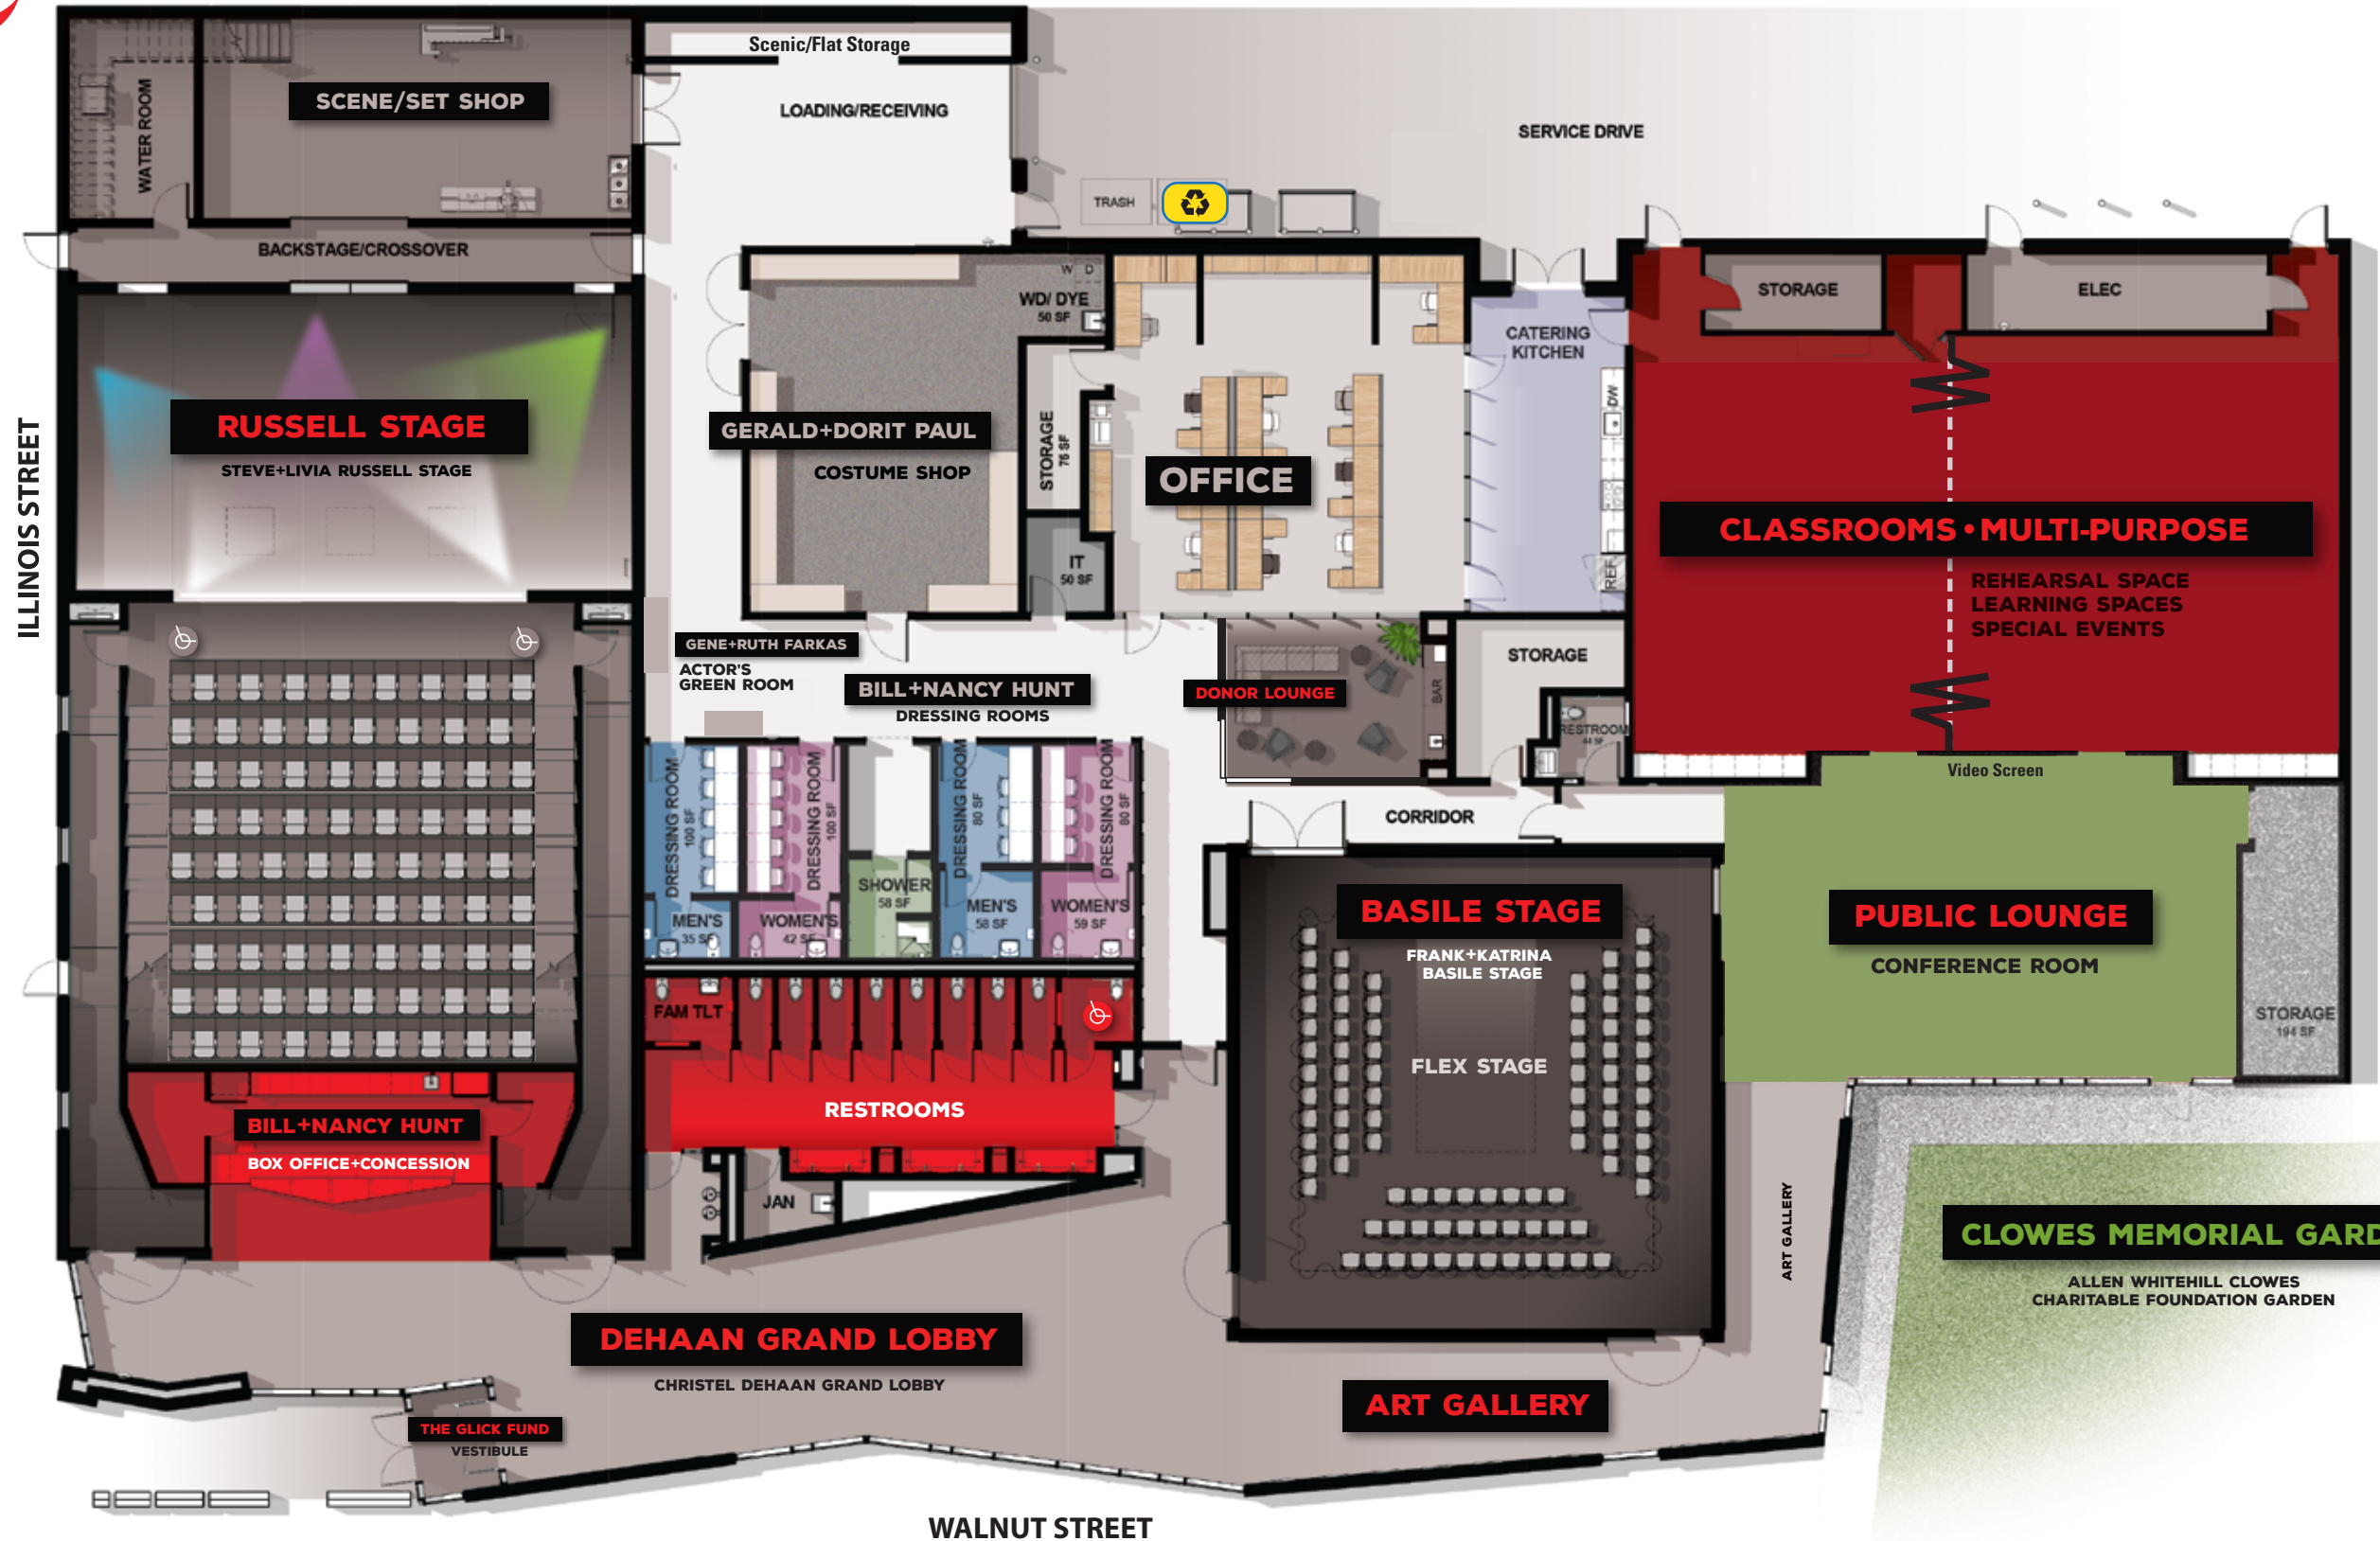 Scenic/Flat Storage
SCENE/SET SHOP
WATER ROOM
LOADING/RECEIVING
SERVICE DRIVE
TRASH
BACKSTAGE/CROSSOVER
W D
WD/ DYE
50 SF
STORAGE
ELEC
CATERING
KITCHEN
DW
REF
ILLINOIS STREET
RUSSELL STAGE
STEVE+LIVIA RUSSELL STAGE
GERALD+DORIT PAUL
COSTUME SHOP
STORAGE
75 SF
OFFICE
IT
50 SF
CLASSROOMS • MULTI-PURPOSE
REHEARSAL SPACE
LEARNING SPACES
SPECIAL EVENTS
GENE+RUTH FARKAS
ACTOR'S
GREEN ROOM
BILL+NANCY HUNT
DRESSING ROOMS
DONOR LOUNGE
BAR
STORAGE
RESTROOM
44 SF
Video Screen
DRESSING ROOM
100 SF
DRESSING ROOM
100 SF
DRESSING ROOM
80 SF
DRESSING ROOM
80 SF
CORRIDOR
SHOWER
58 SF
MEN'S
35 SF
WOMEN'S
42 SF
MEN'S
58 SF
WOMEN'S
59 SF
BASILE STAGE
FRANK+KATRINA
BASILE STAGE
FLEX STAGE
PUBLIC LOUNGE
CONFERENCE ROOM
STORAGE
194 SF
FAM TLT
RESTROOMS
BILL+NANCY HUNT
BOX OFFICE+CONCESSION
JAN
ART GALLERY
CLOWES MEMORIAL GARD
ALLEN WHITEHILL CLOWES
CHARITABLE FOUNDATION GARDEN
DEHAAN GRAND LOBBY
CHRISTEL DEHAAN GRAND LOBBY
ART GALLERY
THE GLICK FUND
VESTIBULE
WALNUT STREET